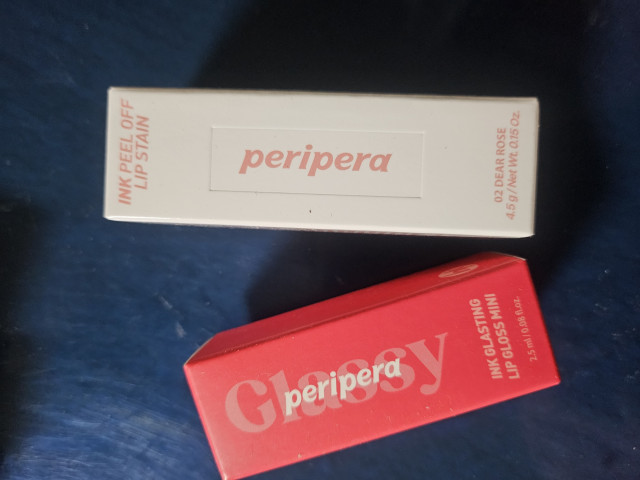 INK PEEL OFF
LIP STAIN
peripera
02 DEAR ROSE
4.5 g / Net Wt. 0.15 Oz.
Glassy
peripera
INK GLASTING
LIP GLOSS MINI
2.5 ml / 0.08 fl.oz.